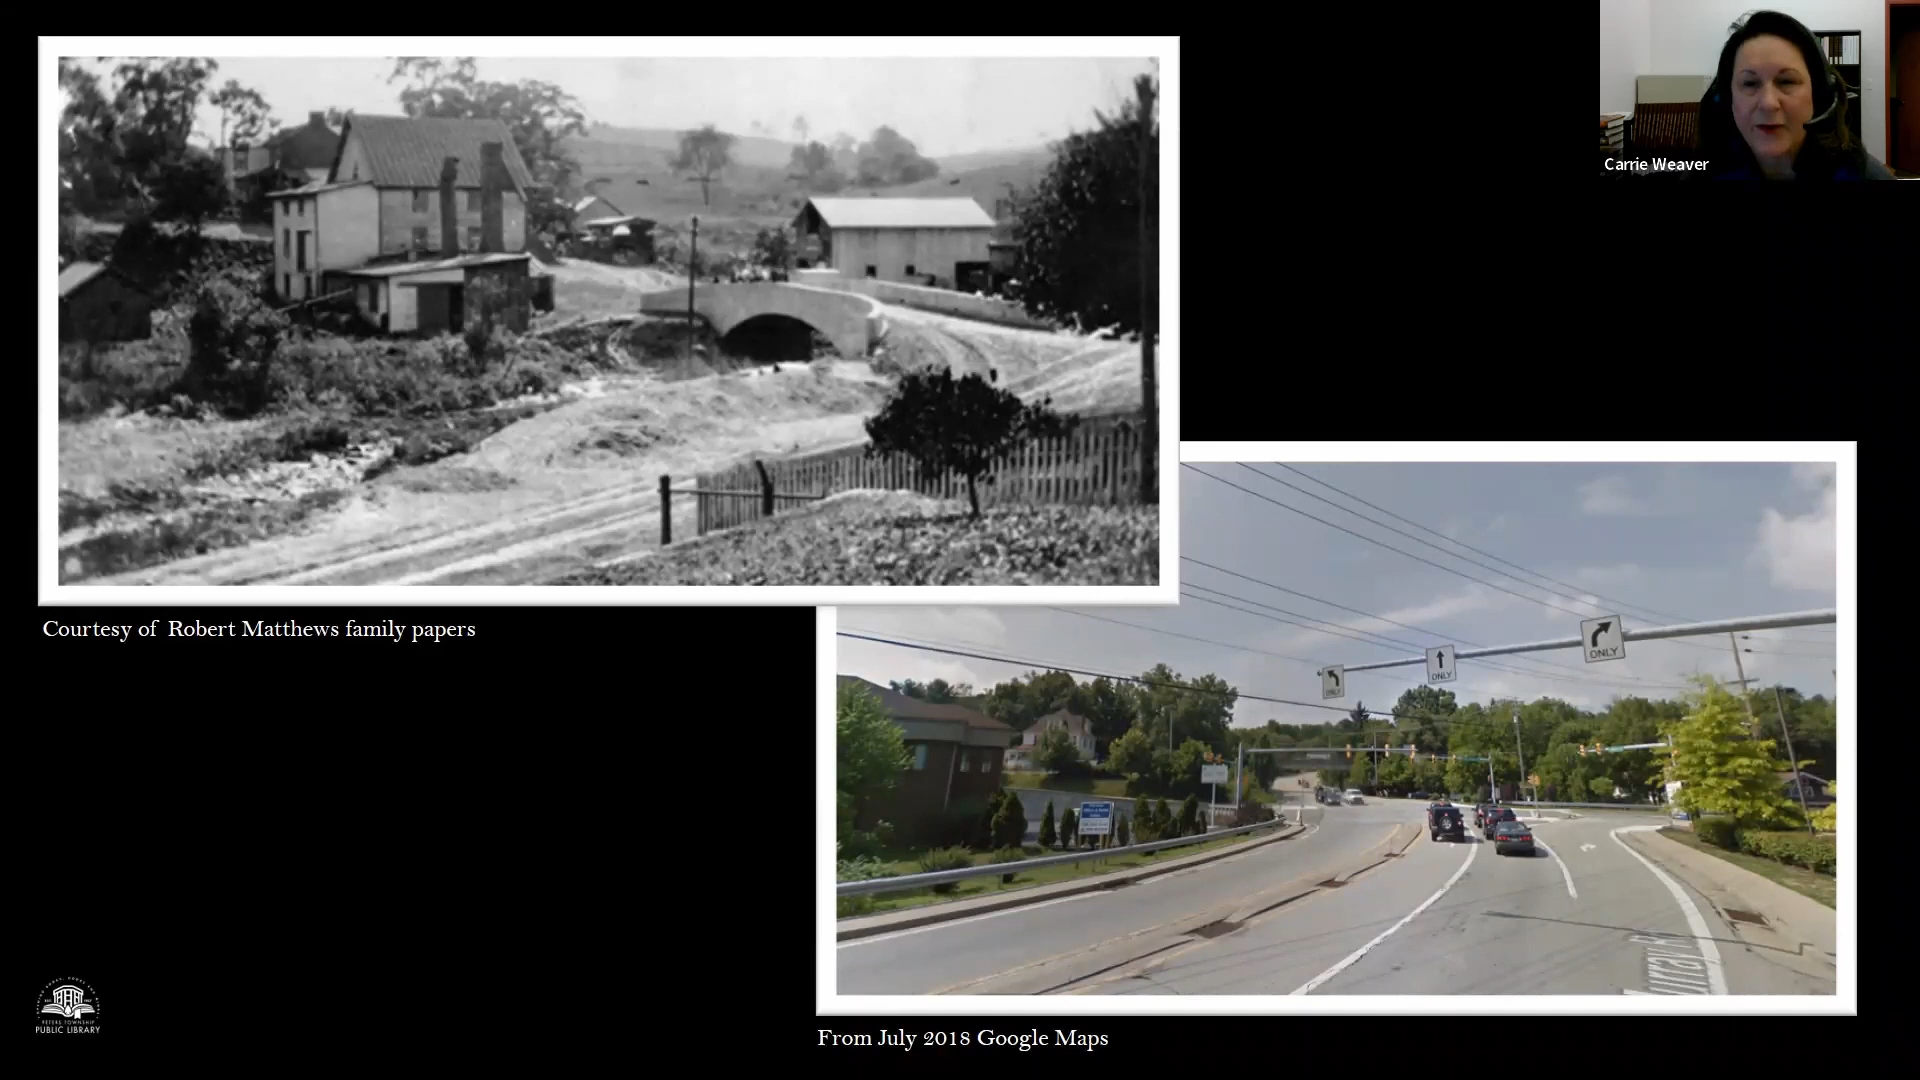 Carrie Weaver
Courtesy of Robert Matthews family papers
ONLY
ONLY
ONLY
Murray R
PETERS TOWNSHIP
PUBLIC LIBRARY
From July 2018 Google Maps